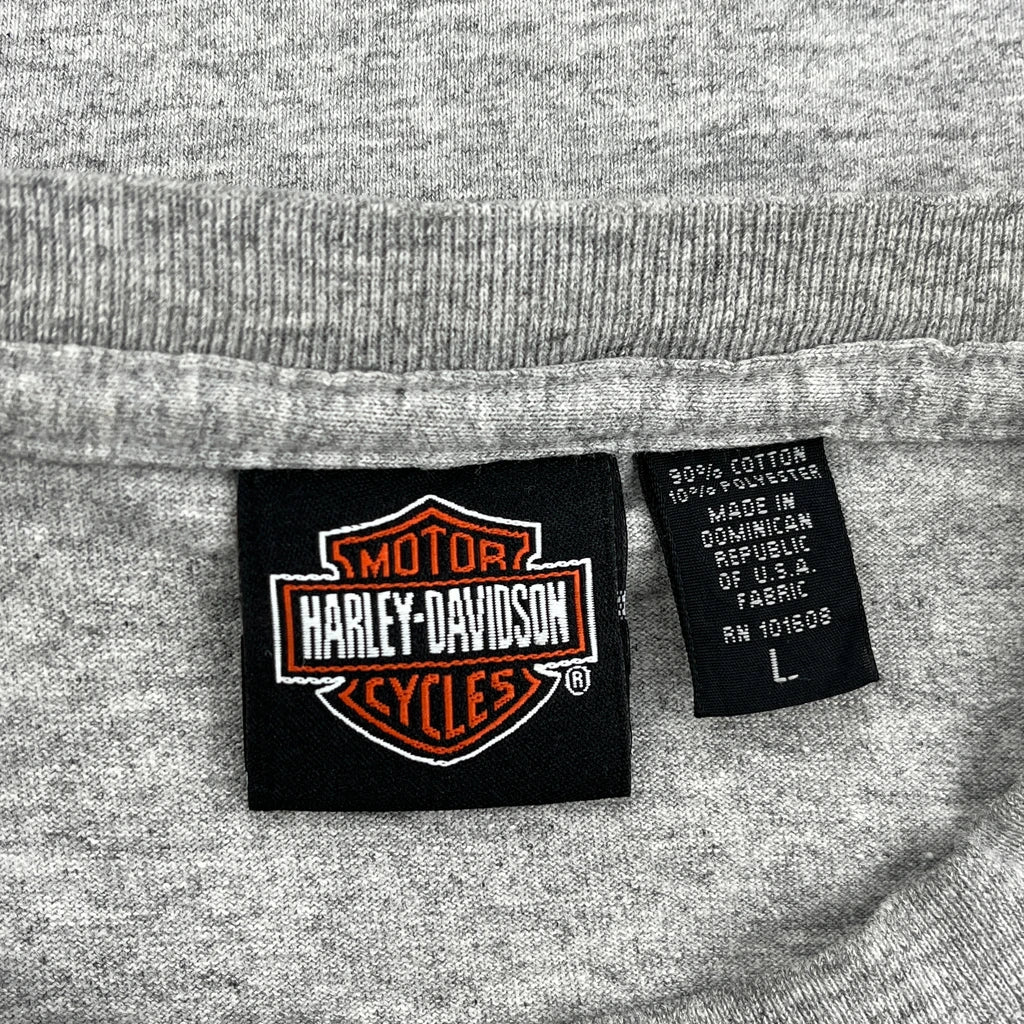 MOTOR
HARLEY-DAVIDSON
CYCLES
®
90% COTTON
10% POLYESTER
MADE IN
DOMINICAN
REPUBLIC
OF U.S.A.
FABRIC
RN 101608
L